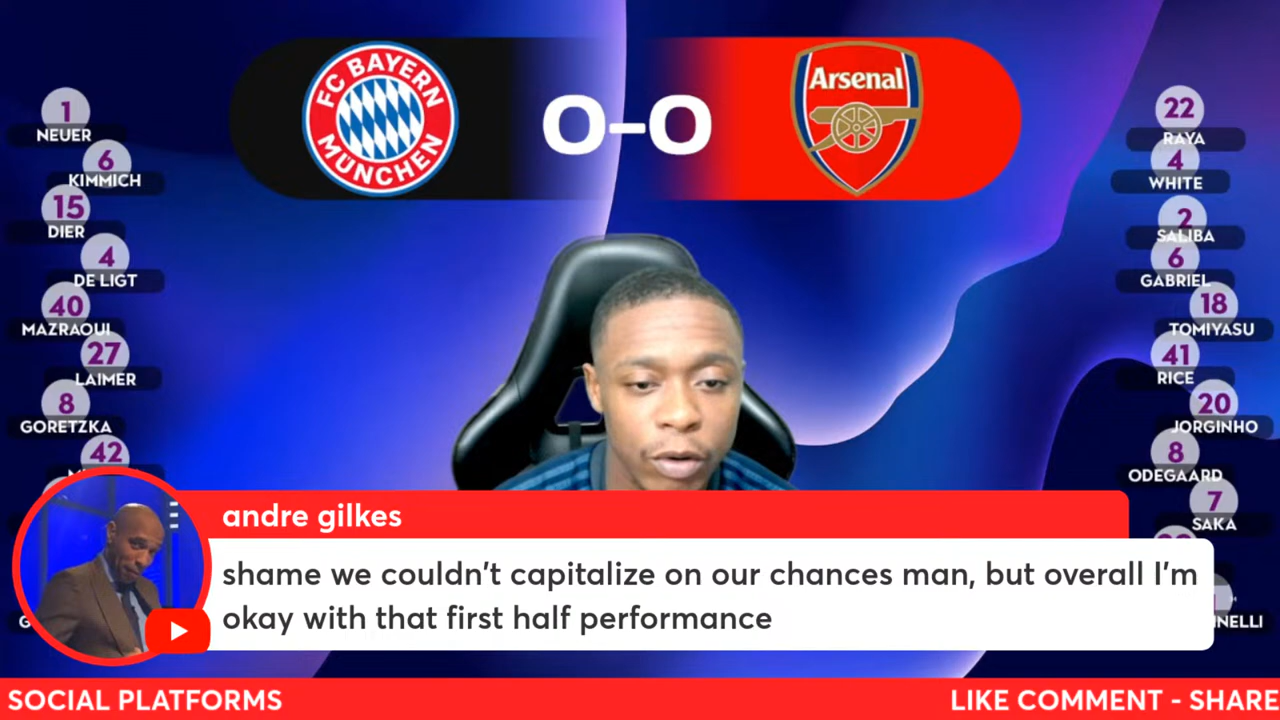 FC BAYERN
MÜNCHEN
0-0
Arsenal
1
NEUER
6
KIMMICH
15
DIER
4
DE LIGT
40
MAZRAOUI
27
LAIMER
8
GORETZKA
42
22
RAYA
4
WHITE
2
SALIBA
6
GABRIEL
18
TOMIYASU
41
RICE
20
JORGINHO
8
ODEGAARD
7
SAKA
andre gilkes
shame we couldn't capitalize on our chances man, but overall I'm
okay with that first half performance
SOCIAL PLATFORMS
LIKE COMMENT - SHARE